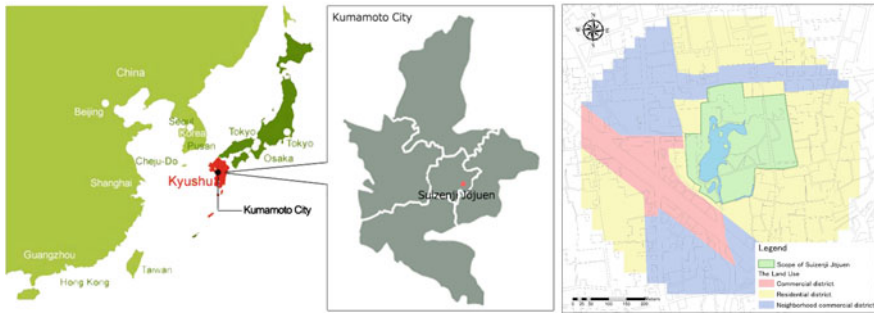 China
Beijing
Seoul
Korea
Pusan
Tokyo
Tokyo
Cheju-Do
Osaka
Shanghai
Kyushu
Kumamoto City
Guangzhou
Hong Kong
Taiwan
Kumamoto City
Suizenji Jojuen
Legend
Scope of Suizenji Jojuen
The Land Use
Commercial district
Residential district
Neighborhood commercial district